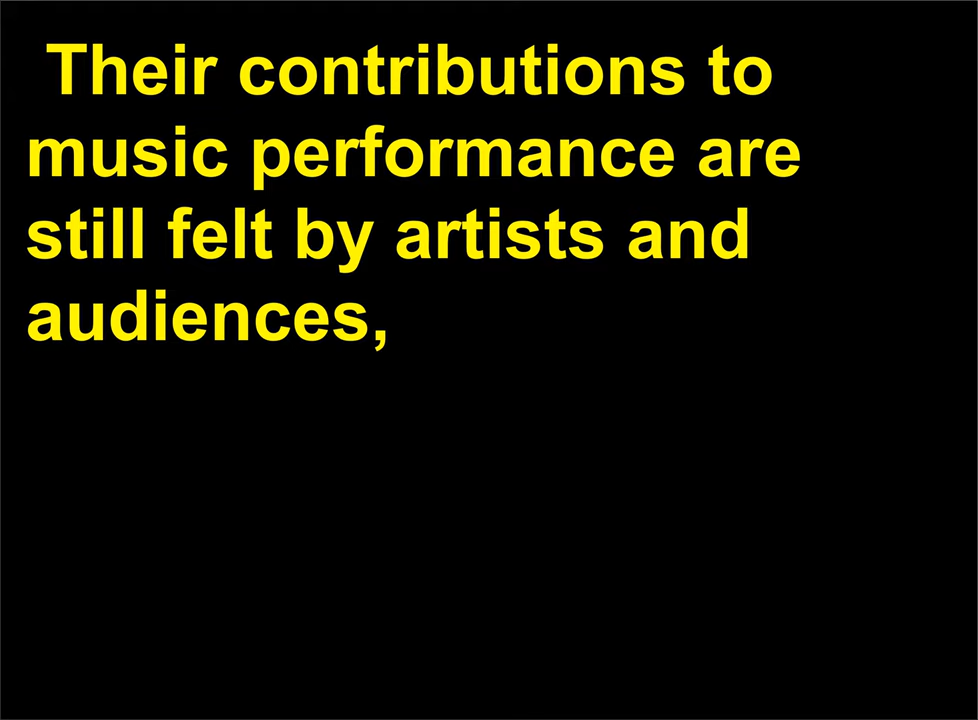 Their contributions to
music performance are
still felt by artists and
audiences,